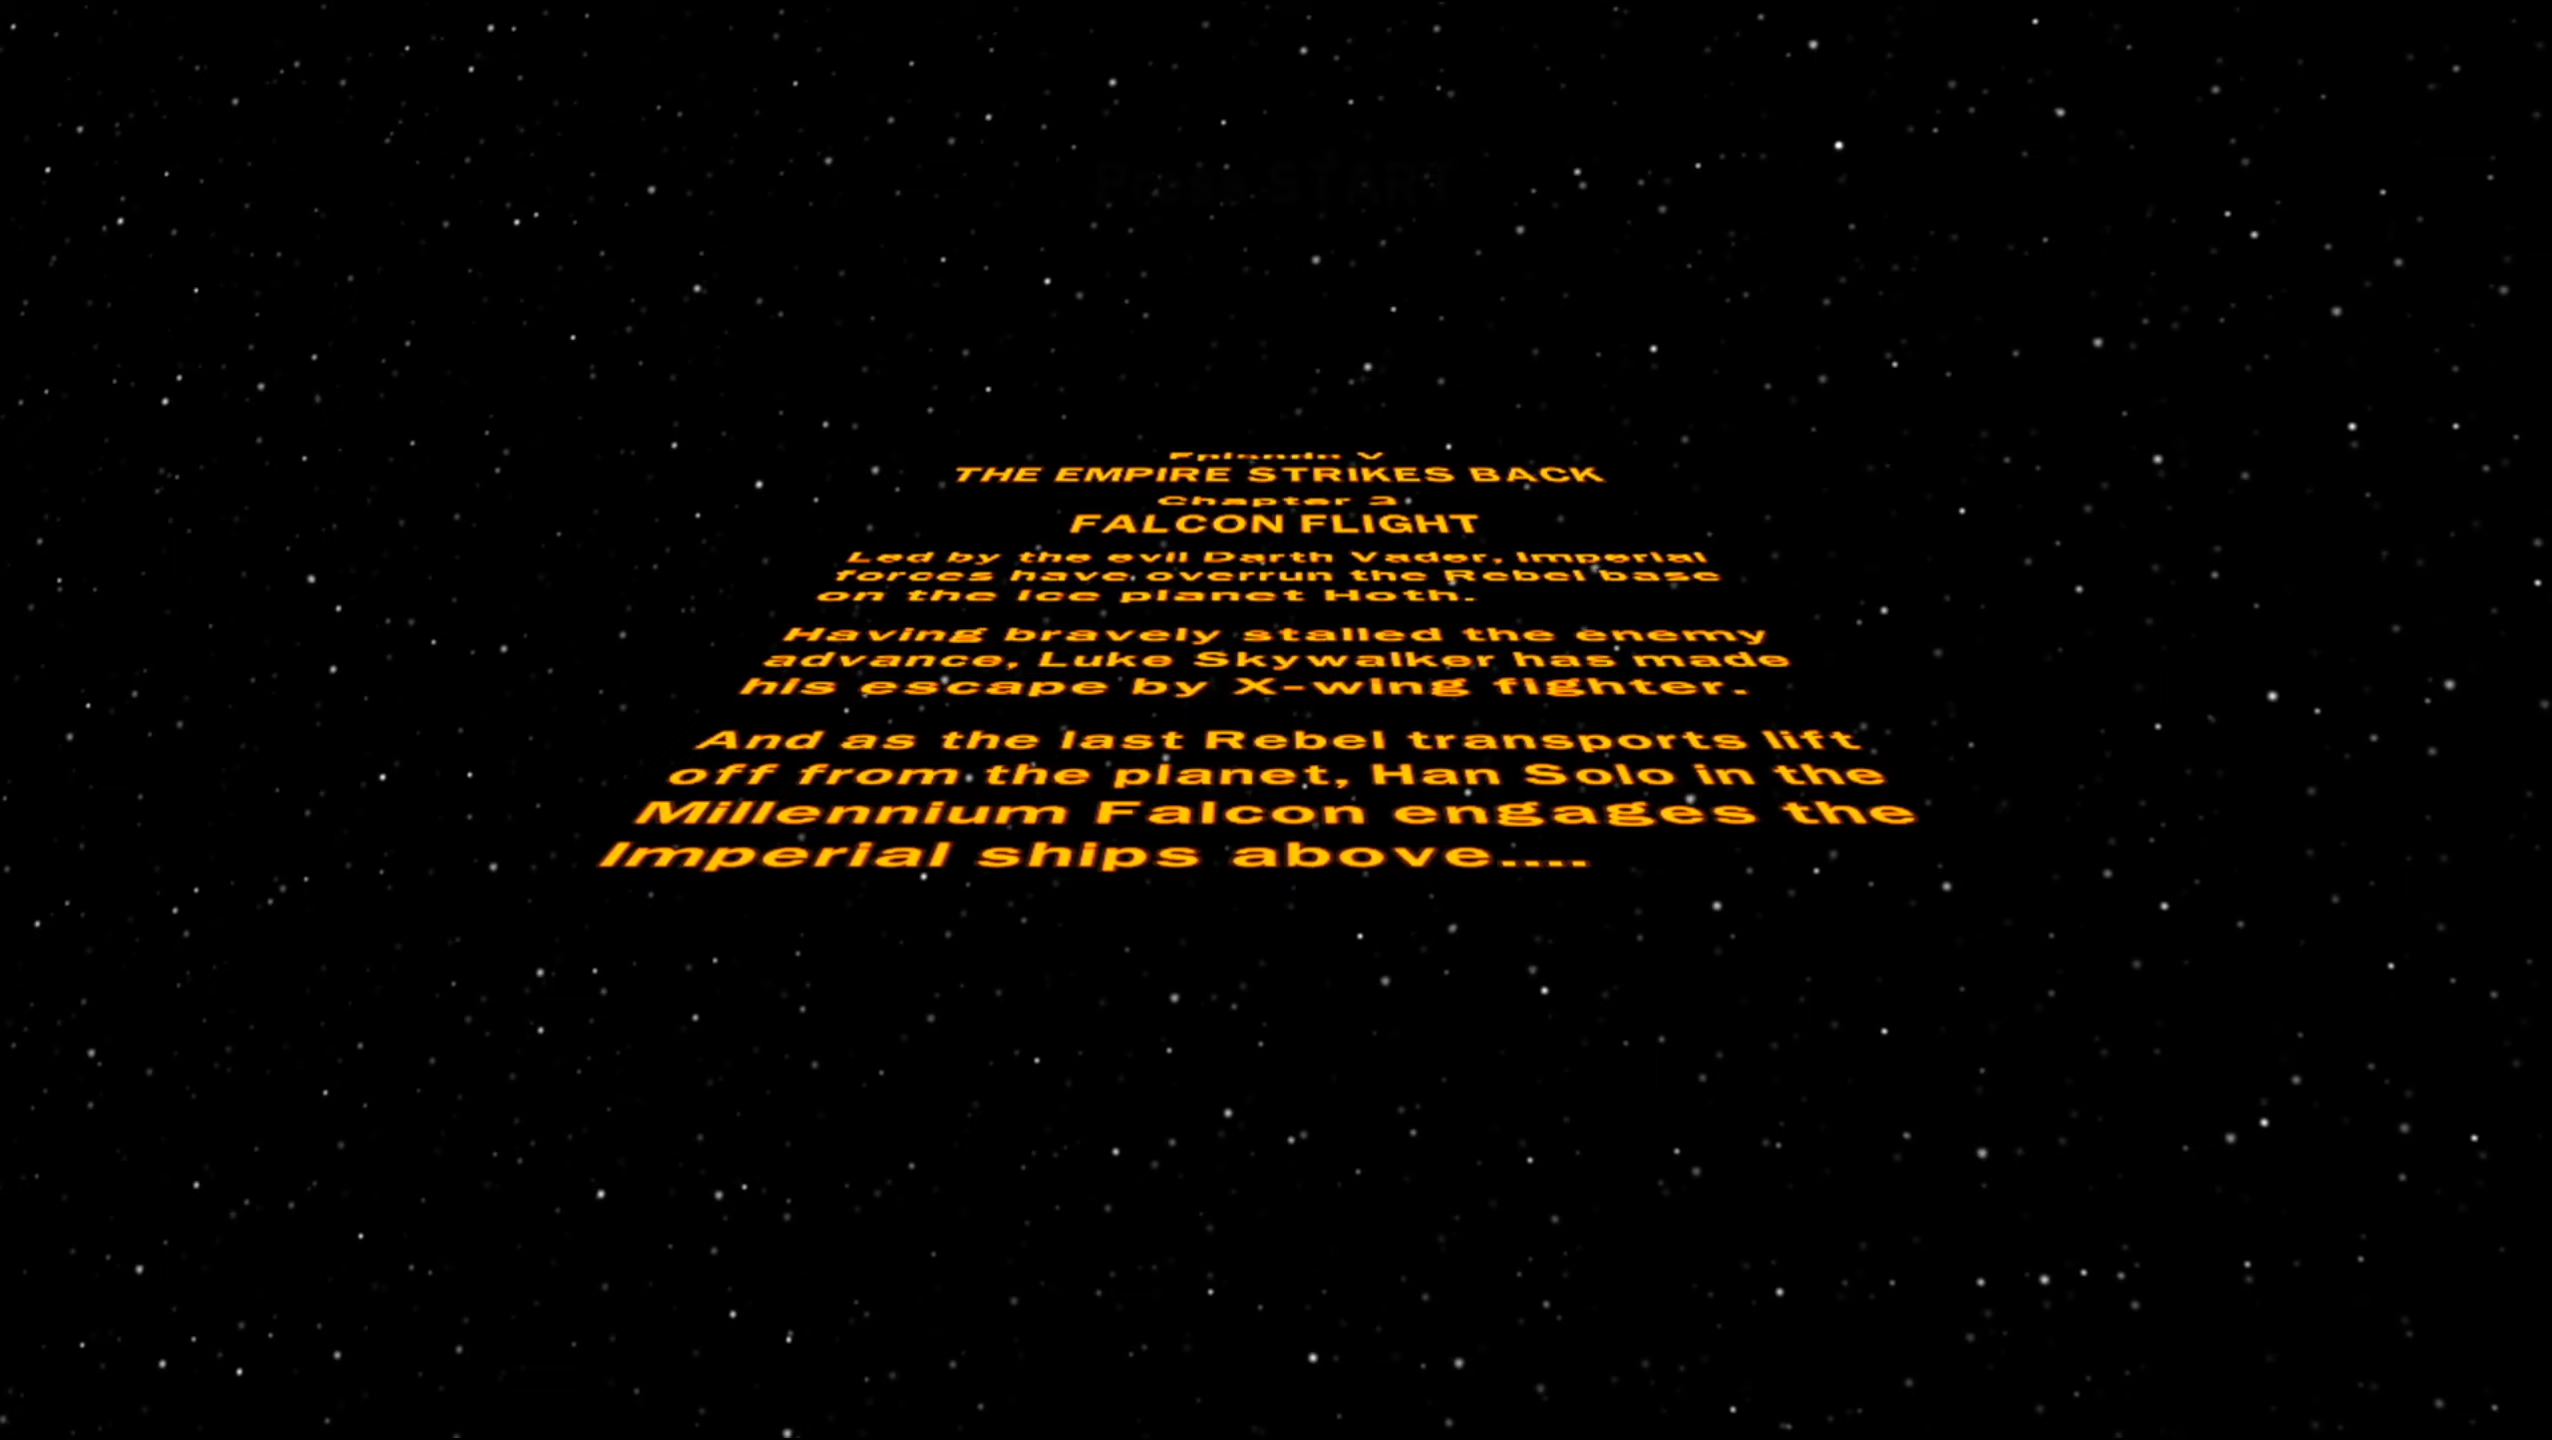 Press START
Episode V
THE EMPIRE STRIKES BACK
Chapter 2
FALCON FLIGHT
Led by the evil Darth Vader, Imperial
forces have overrun the Rebel base
on the Ice planet Hoth.
Having bravely stalled the enemy
advance, Luke Skywalker has made
his escape by X-wing fighter.
And as the last Rebel transports lift
off from the planet, Han Solo in the
Millennium Falcon engages the
Imperial ships above....